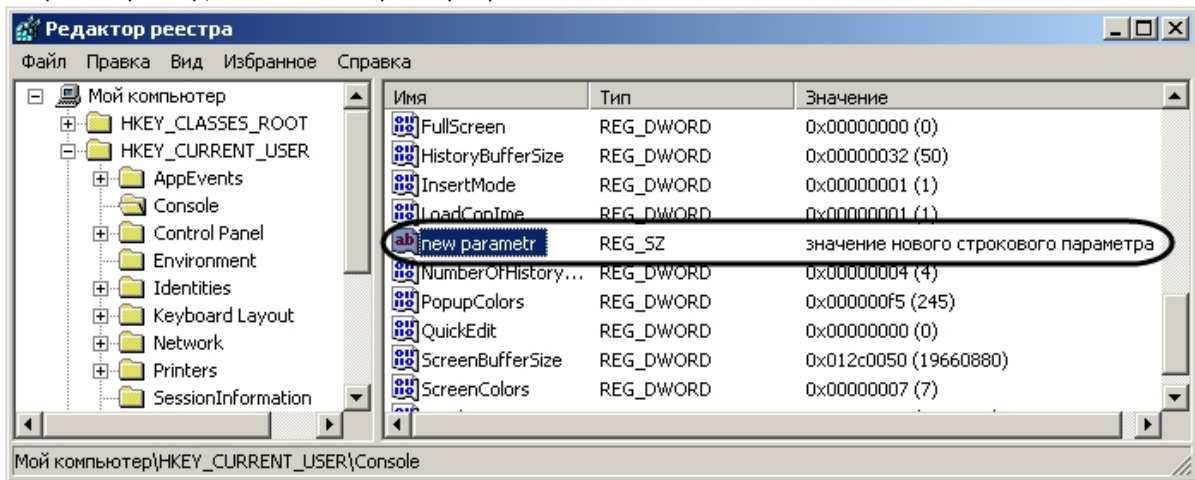 Редактор реестра
Файл Правка Вид Избранное Справка
Мой компьютер
HKEY_CLASSES_ROOT
HKEY_CURRENT_USER
AppEvents
Console
Control Panel
Environment
Identities
Keyboard Layout
Network
Printers
SessionInformation
Имя Тип Значение
FullScreen REG_DWORD 0x00000000 (0)
HistoryBufferSize REG_DWORD 0x00000032 (50)
InsertMode REG_DWORD 0x00000001 (1)
LoadConIme REG_DWORD 0x00000001 (1)
new parametr REG_SZ значение нового строкового параметра
NumberOfHistory... REG_DWORD 0x00000004 (4)
PopupColors REG_DWORD 0x000000f5 (245)
QuickEdit REG_DWORD 0x00000000 (0)
ScreenBufferSize REG_DWORD 0x012c0050 (19660880)
ScreenColors REG_DWORD 0x00000007 (7)
Мой компьютер\HKEY_CURRENT_USER\Console